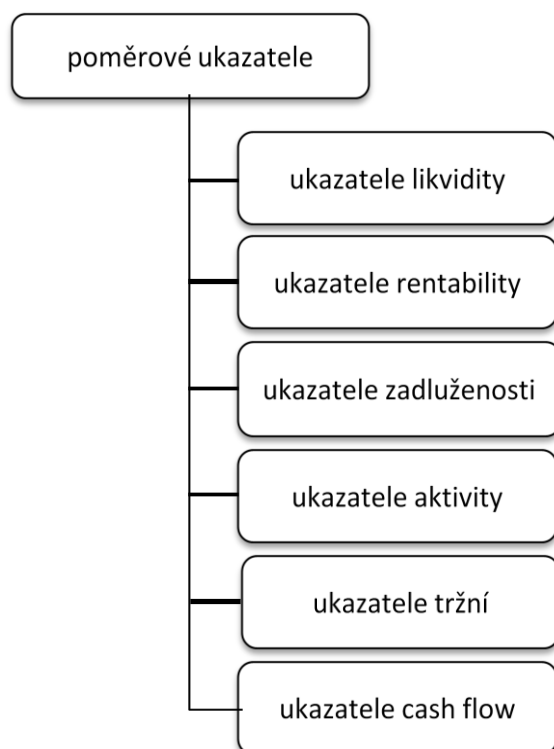 poměrové ukazatele
ukazatele likvidity
ukazatele rentability
ukazatele zadluženosti
ukazatele aktivity
ukazatele tržní
ukazatele cash flow